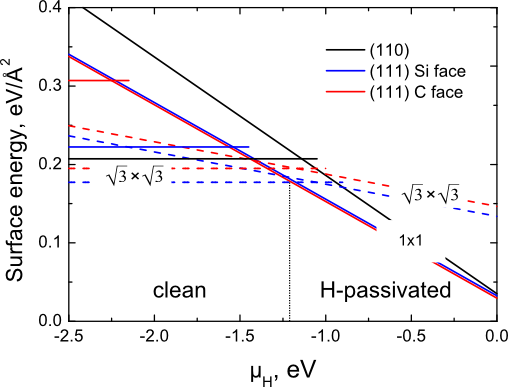 0.4
0.3
0.2
0.1
0.0
Surface energy, eV/Å²
(110)
(111) Si face
(111) C face
√3×√3
√3×√3
1x1
clean
H-passivated
-2.5 -2.0 -1.5 -1.0 -0.5 0.0
μH, eV